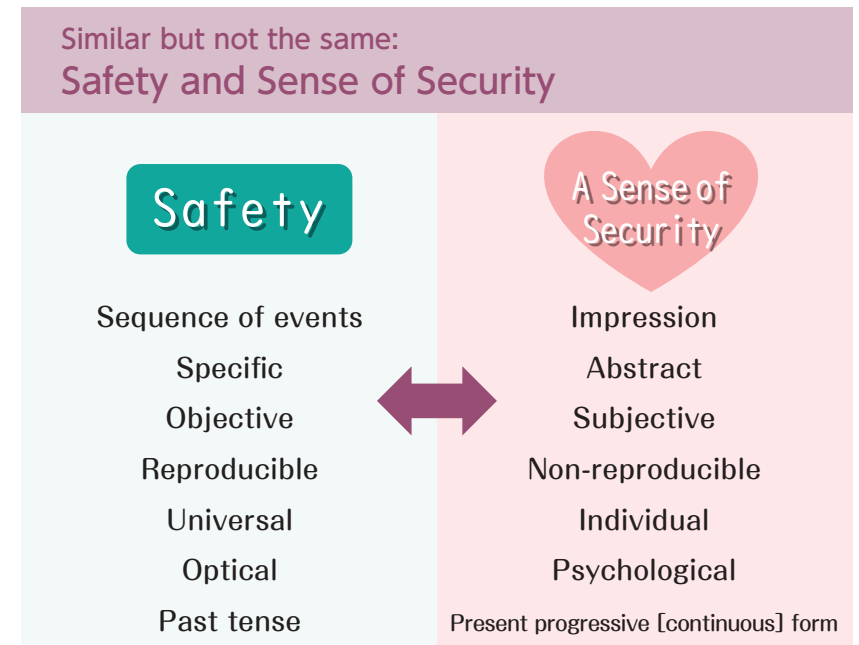 Similar but not the same:
Safety and Sense of Security
Safety
Sequence of events
Specific
Objective
Reproducible
Universal
Optical
Past tense
A Sense of
Security
Impression
Abstract
Subjective
Non-reproducible
Individual
Psychological
Present progressive [continuous] form